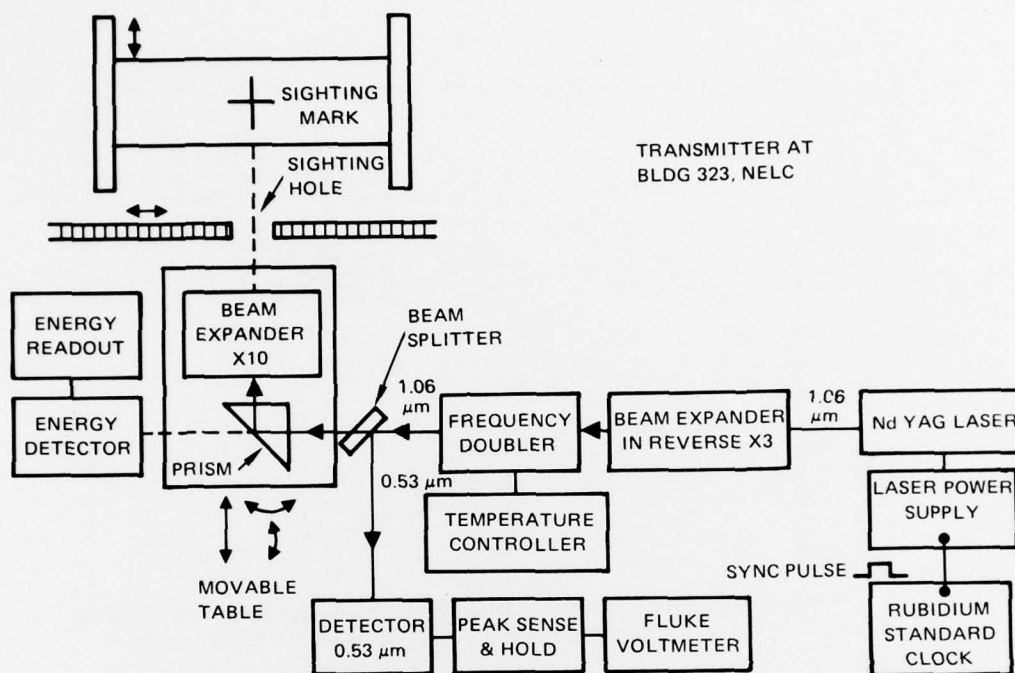 SIGHTING
MARK
SIGHTING
HOLE
TRANSMITTER AT
BLDG 323, NELC
BEAM
EXPANDER
X10
ENERGY
READOUT
ENERGY
DETECTOR
PRISM
MOVABLE
TABLE
BEAM
SPLITTER
1.06
μm
0.53 μm
FREQUENCY
DOUBLER
TEMPERATURE
CONTROLLER
BEAM EXPANDER
IN REVERSE X3
1.06
μm
Nd YAG LASER
LASER POWER
SUPPLY
SYNC PULSE
RUBIDIUM
STANDARD
CLOCK
DETECTOR
0.53 μm
PEAK SENSE
& HOLD
FLUKE
VOLTMETER